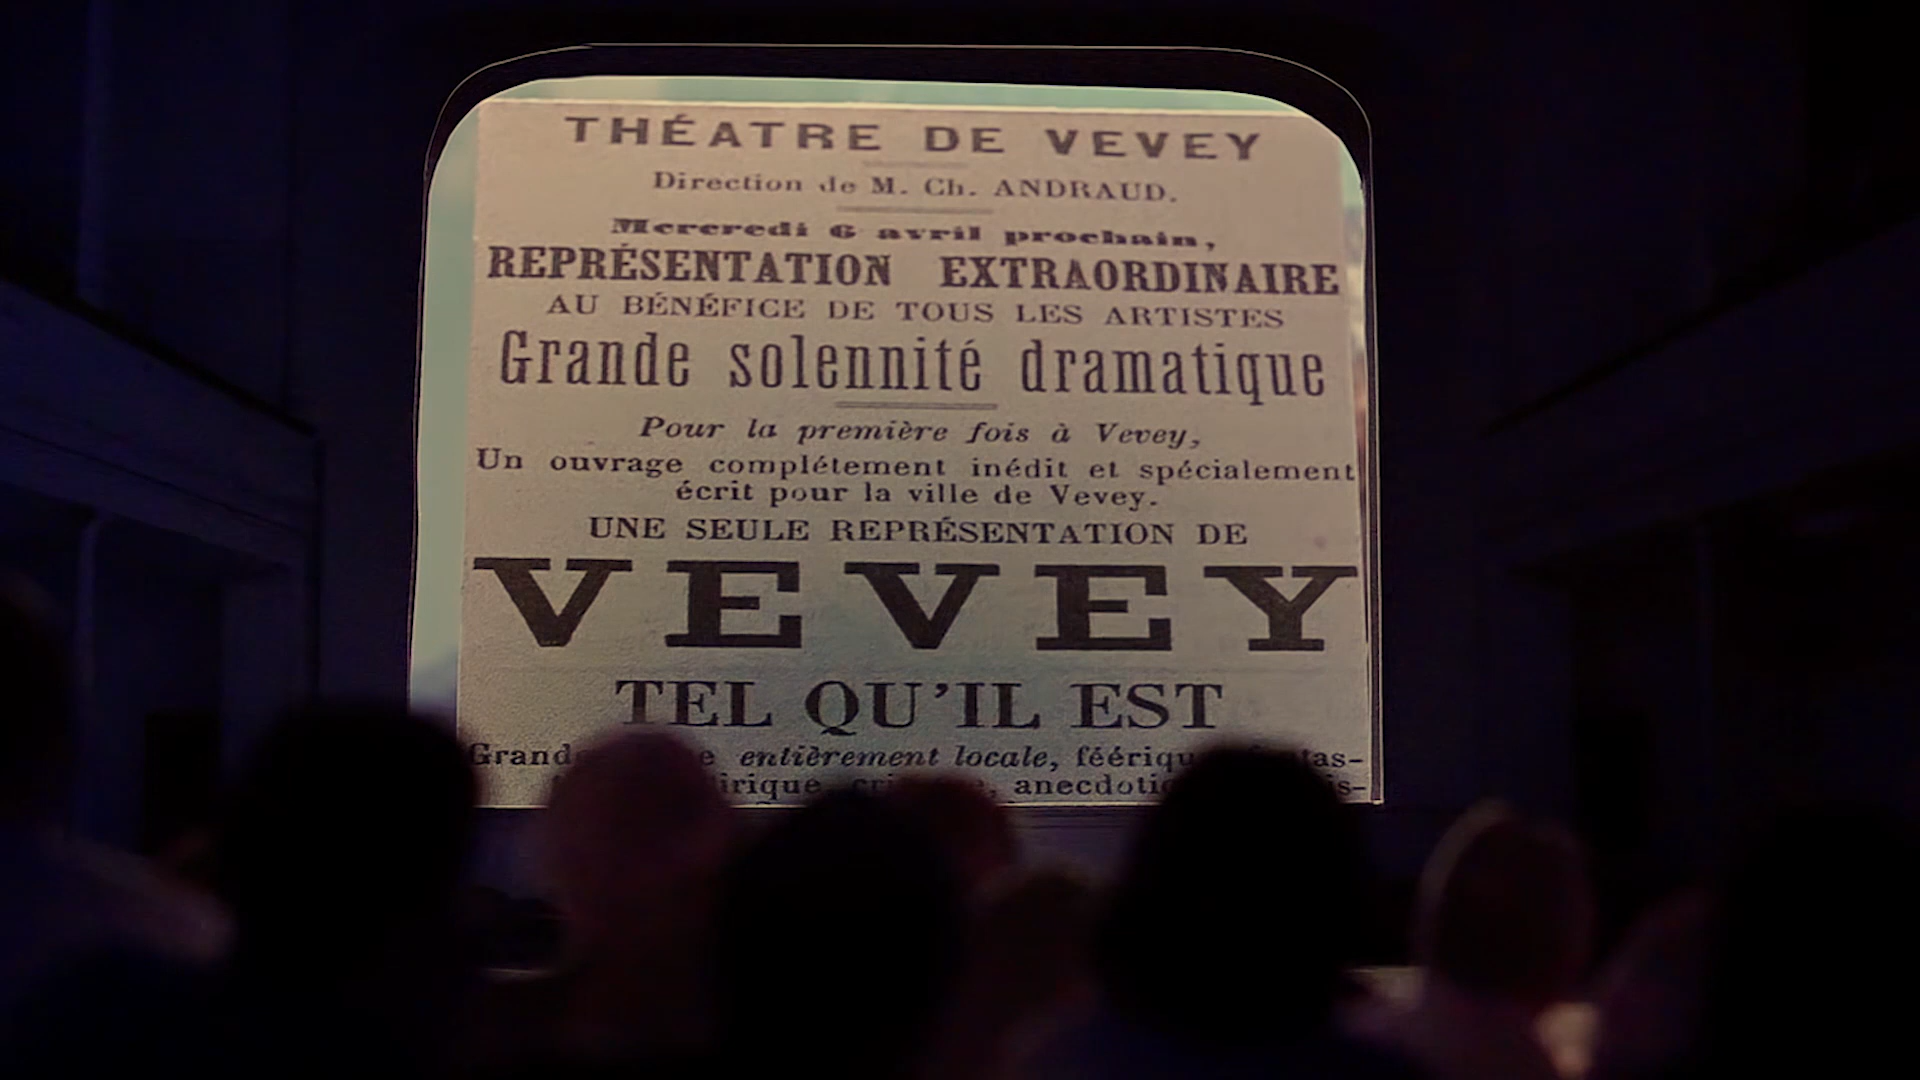 THÉATRE DE VEVEY
Direction de M. Ch. ANDRAUD.
Mercredi 6 avril prochain,
REPRÉSENTATION EXTRAORDINAIRE
AU BÉNÉFICE DE TOUS LES ARTISTES
Grande solennité dramatique
Pour la première fois à Vevey,
Un ouvrage complétement inédit et spécialement
écrit pour la ville de Vevey.
UNE SEULE REPRÉSENTATION DE
VEVEY
TEL QU'IL EST
entièrement locale,